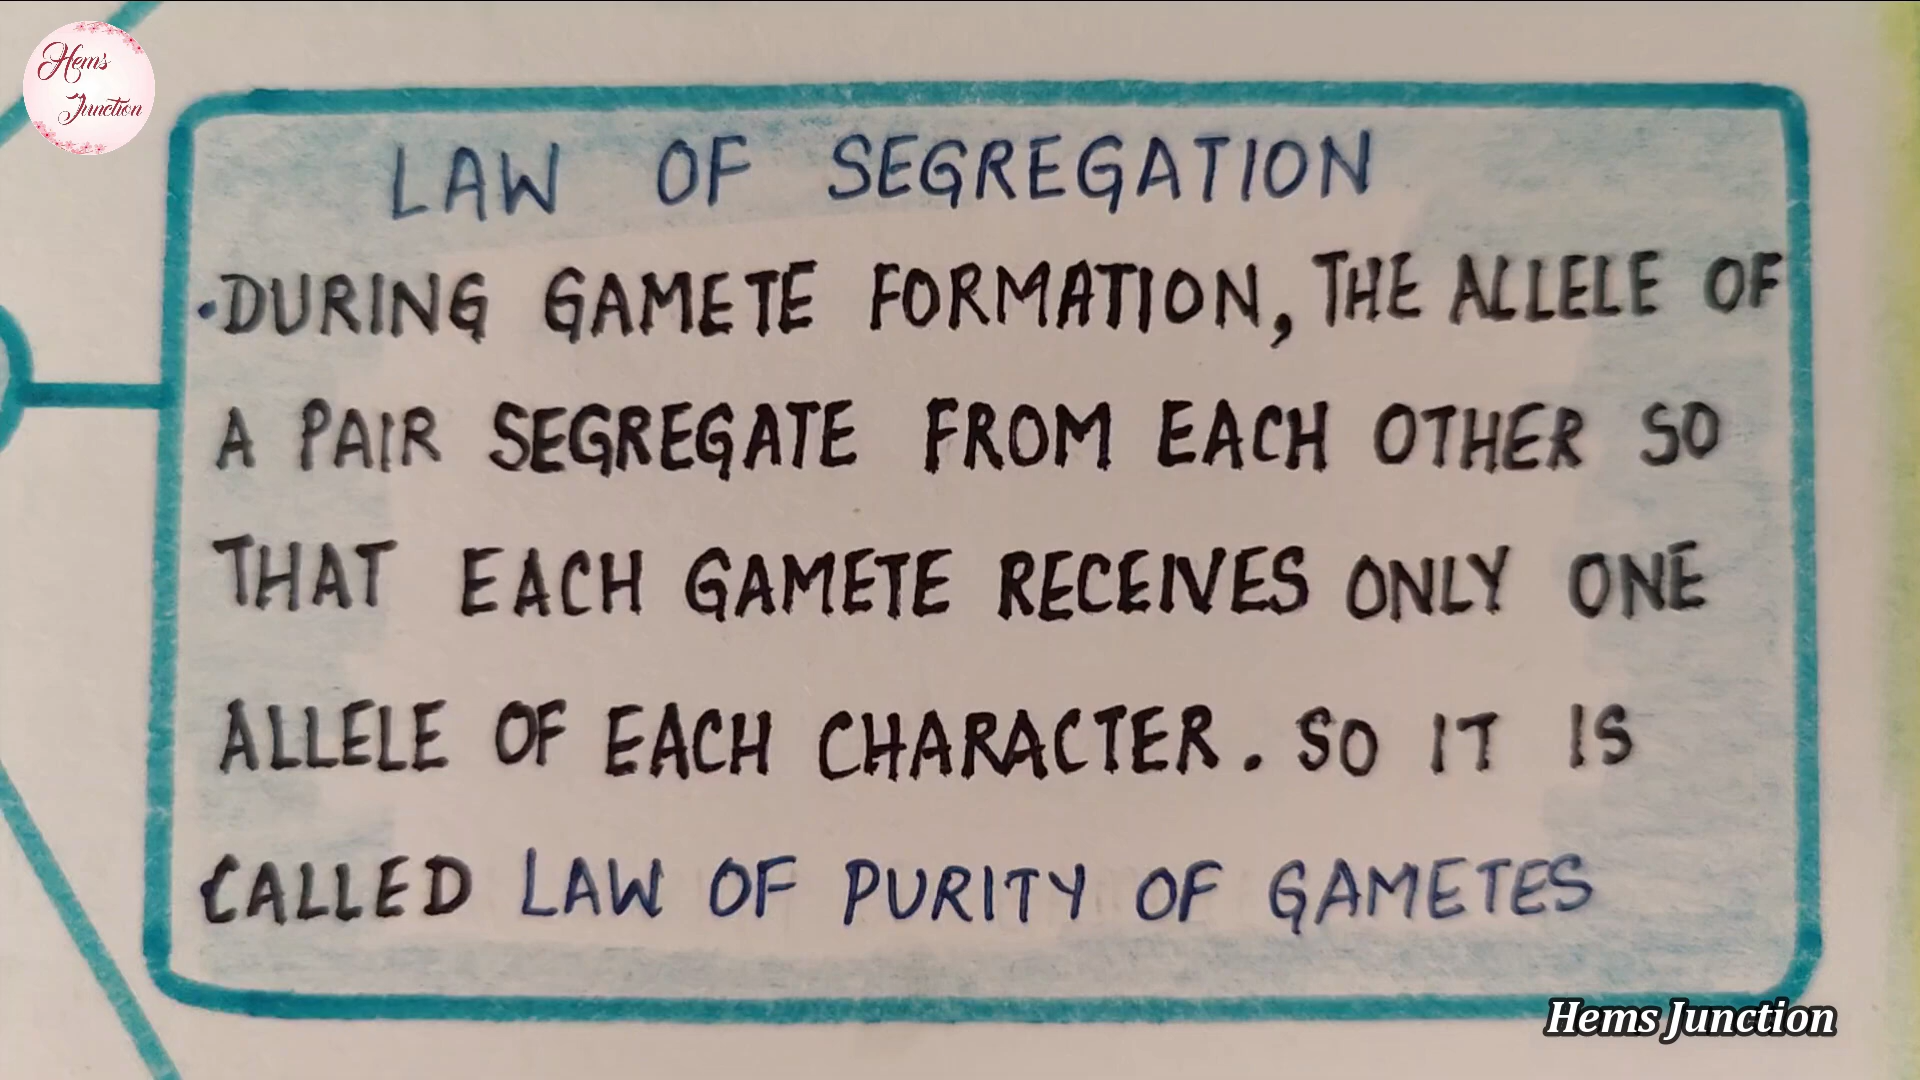 Hem's
Junction
LAW OF SEGREGATION
.DURING GAMETE FORMATION, THE ALLELE OF
A PAIR SEGREGATE FROM EACH OTHER SO
THAT EACH GAMETE RECEIVES ONLY ONE
ALLELE OF EACH CHARACTER. SO IT IS
CALLED LAW OF PURITY OF GAMETES
Hems Junction